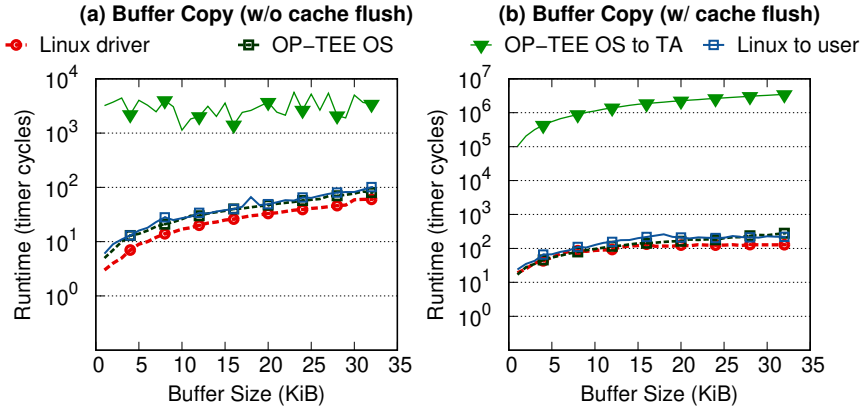 (a) Buffer Copy (w/o cache flush)
(b) Buffer Copy (w/ cache flush)
Linux driver
OP−TEE OS
OP−TEE OS to TA
Linux to user
Runtime (timer cycles)
10^4
10^3
10^2
10^1
10^0
0 5 10 15 20 25 30 35
Buffer Size (KiB)
Runtime (timer cycles)
10^7
10^6
10^5
10^4
10^3
10^2
10^1
10^0
10^-1
0 5 10 15 20 25 30 35
Buffer Size (KiB)